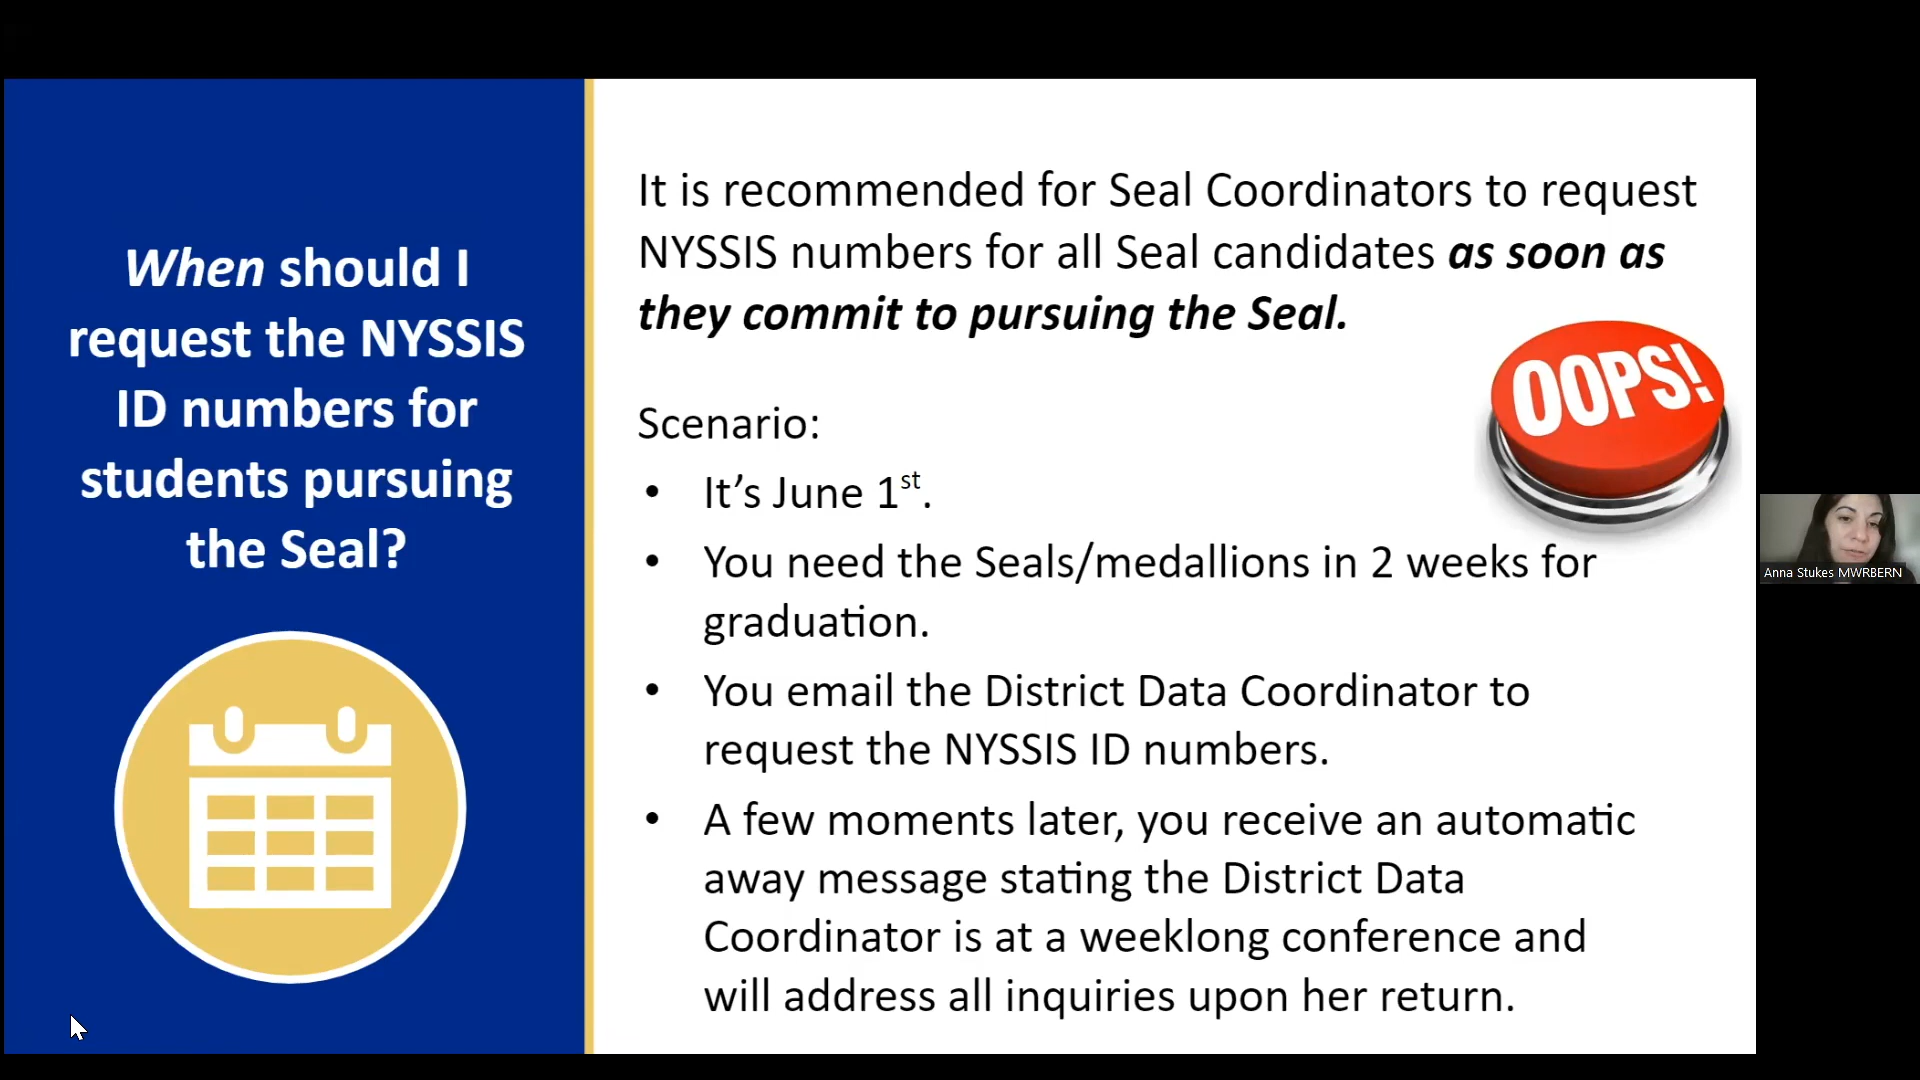 When should I
request the NYSSIS
ID numbers for
students pursuing
the Seal?
It is recommended for Seal Coordinators to request
NYSSIS numbers for all Seal candidates as soon as
they commit to pursuing the Seal.
OOPS!
Scenario:
• It’s June 1st.
• You need the Seals/medallions in 2 weeks for
graduation.
• You email the District Data Coordinator to
request the NYSSIS ID numbers.
• A few moments later, you receive an automatic
away message stating the District Data
Coordinator is at a weeklong conference and
will address all inquiries upon her return.
Anna Stukes MWRBERN